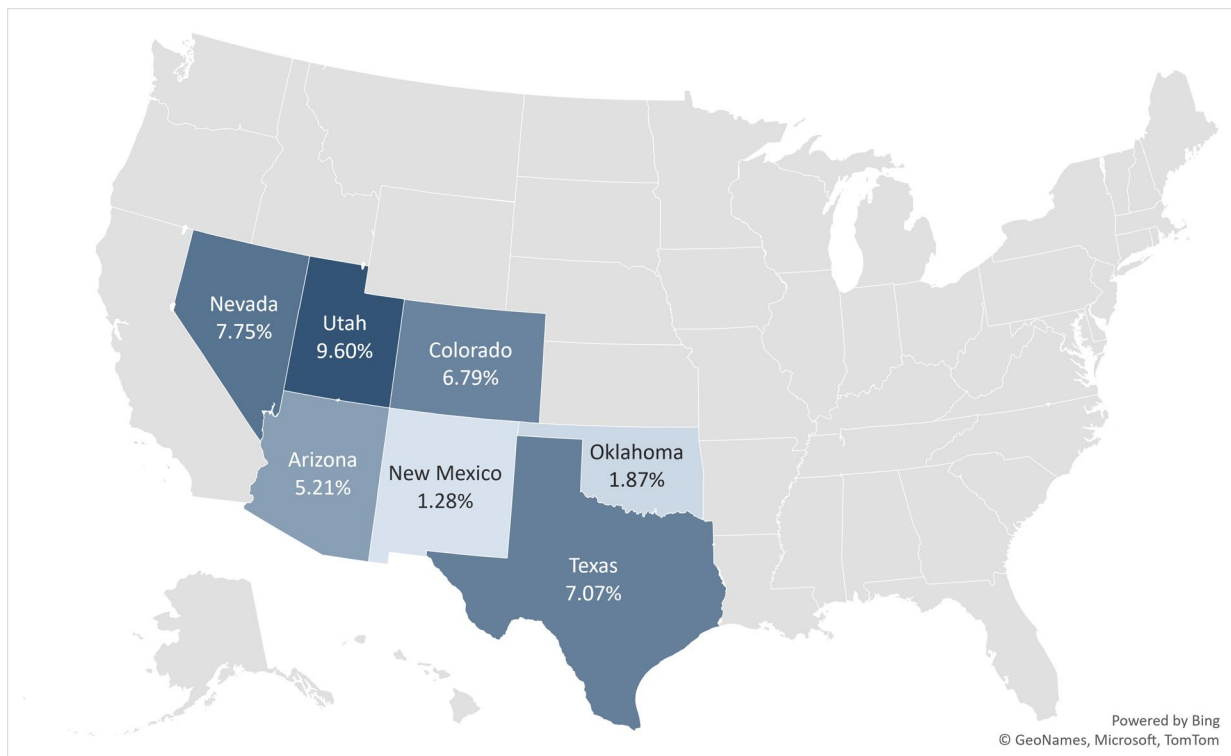 Nevada
7.75%
Utah
9.60%
Colorado
6.79%
Arizona
5.21%
New Mexico
1.28%
Oklahoma
1.87%
Texas
7.07%
Powered by Bing
© GeoNames, Microsoft, TomTom